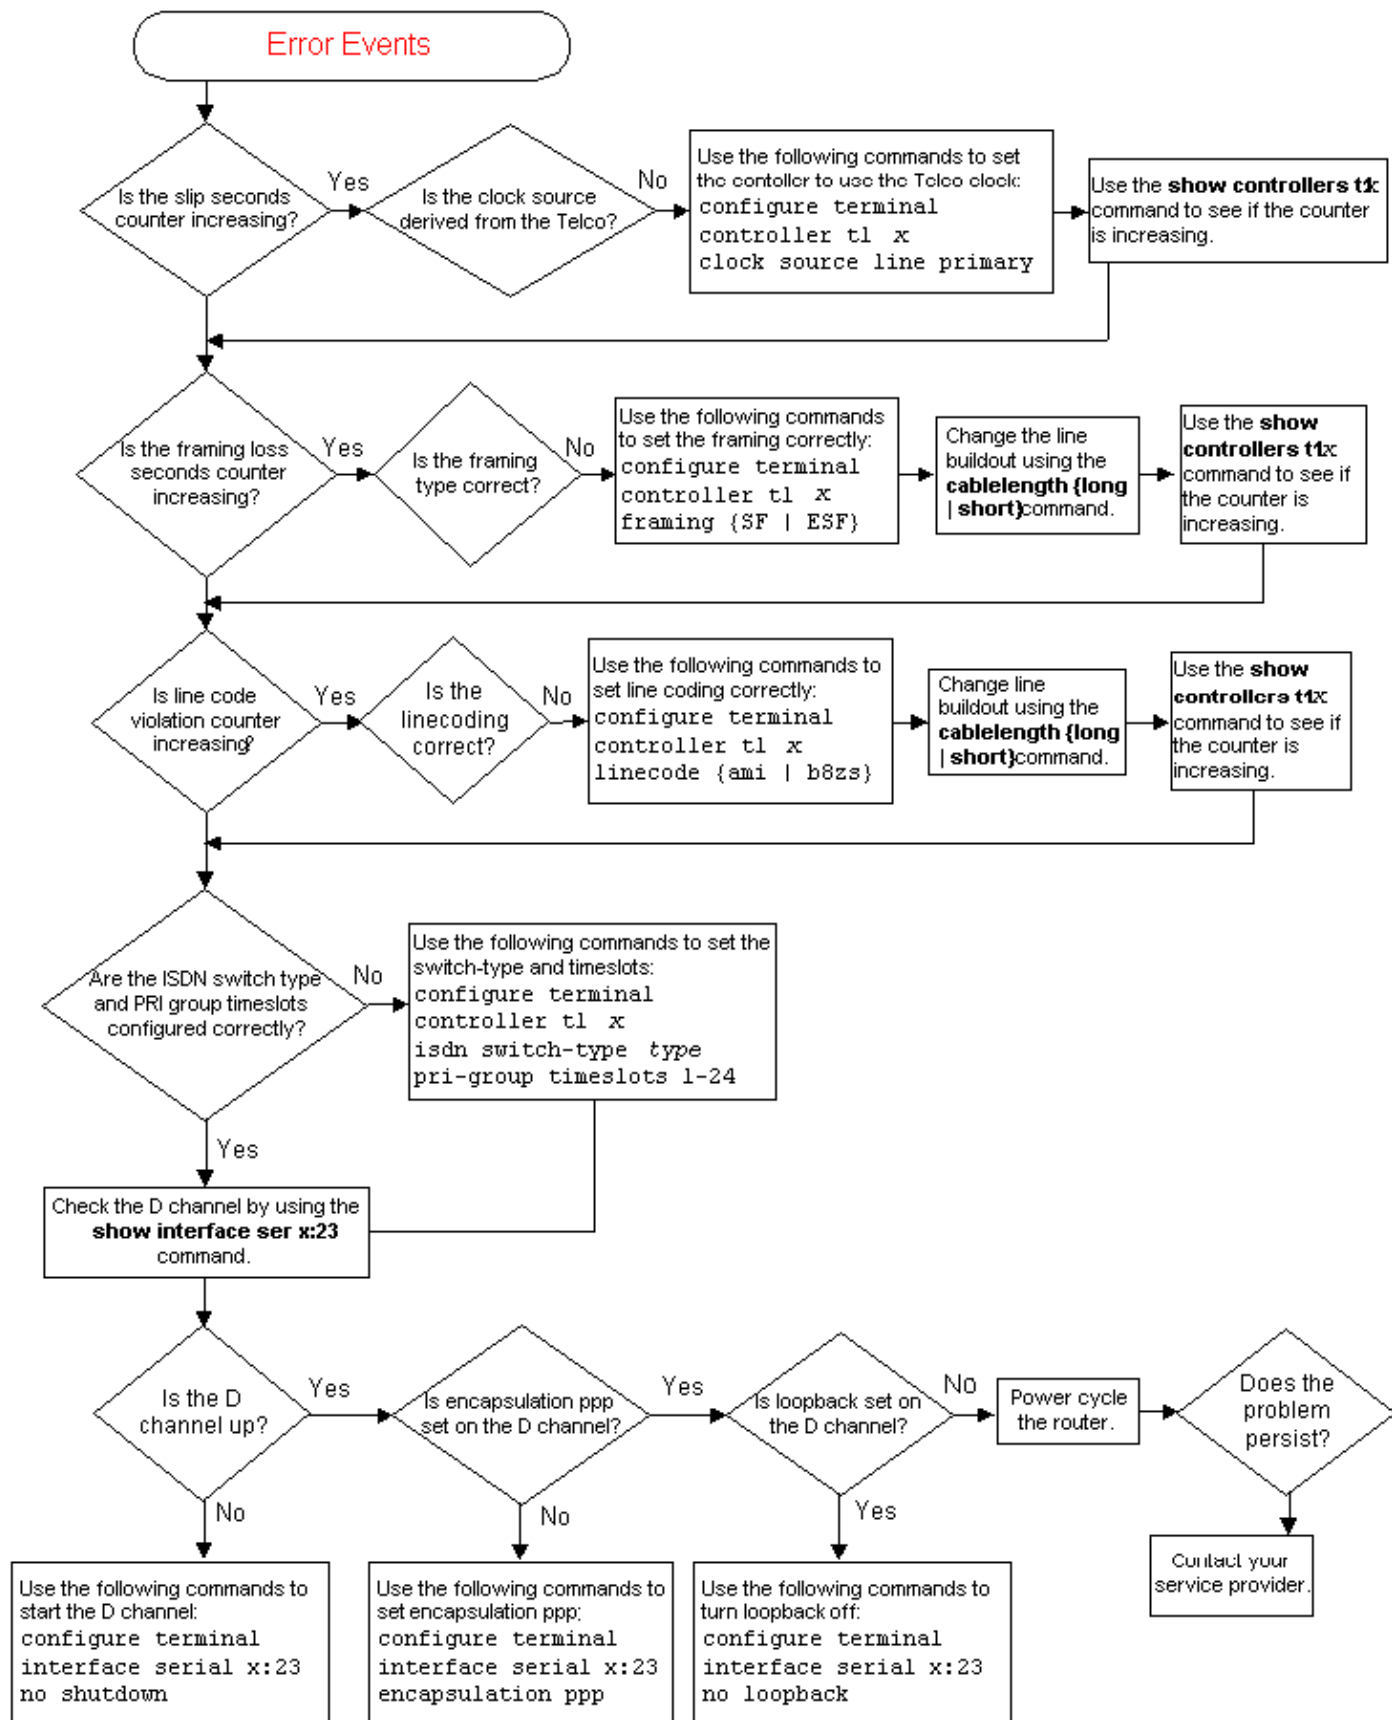 Error Events
Is the slip seconds
counter increasing?
Yes
Is the clock source
derived from the Telco?
No
Use the following commands to set
the contoller to use the Telco clock:
configure terminal
controller tl x
clock source line primary
Use the show controllers t1x
command to see if the counter
is increasing.
Is the framing loss
seconds counter
increasing?
Yes
Is the framing
type correct?
No
Use the following commands
to set the framing correctly:
configure terminal
controller tl x
framing {SF | ESF}
Change the line
buildout using the
cablelength {long
| short}command.
Use the show
controllers t1x
command to see if
the counter is
increasing.
Is line code
violation counter
increasing?
Yes
Is the
linecoding
correct?
No
Use the following commands to
set line coding correctly:
configure terminal
controller tl x
linecode {ami | b8zs}
Change line
buildout using the
cablelength {long
| short}command.
Use the show
controllers t1x
command to see if
the counter is
increasing.
Are the ISDN switch type
and PRI group timeslots
configured correctly?
No
Use the following commands to set the
switch-type and timeslots:
configure terminal
controller tl x
isdn switch-type type
pri-group timeslots 1-24
Yes
Check the D channel by using the
show interface ser x:23
command.
Is the D
channel up?
Yes
Is encapsulation ppp
set on the D channel?
Yes
Is loopback set on
the D channel?
No
Power cycle
the router.
Does the
problem
persist?
No
No
Yes
Use the following commands to
start the D channel:
configure terminal
interface serial x:23
no shutdown
Use the following commands to
set encapsulation ppp:
configure terminal
interface serial x:23
encapsulation ppp
Use the following commands to
turn loopback off:
configure terminal
interface serial x:23
no loopback
Contact your
service provider.